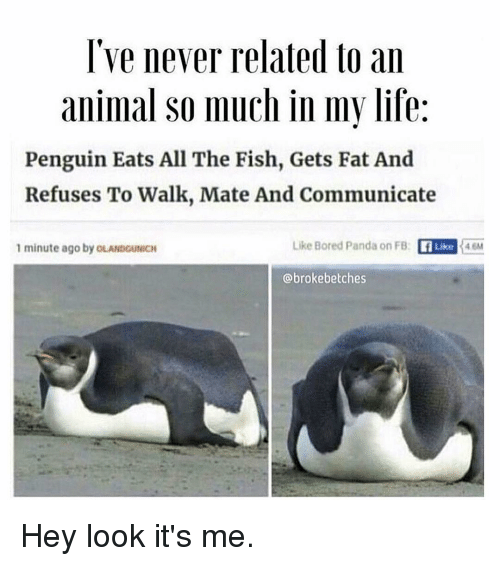 I've never related to an
animal so much in my life:
Penguin Eats All The Fish, Gets Fat And
Refuses To Walk, Mate And Communicate
1 minute ago by OLANDGUNICH
Like Bored Panda on FB: f Like 4.6M
@brokebetches
Hey look it's me.